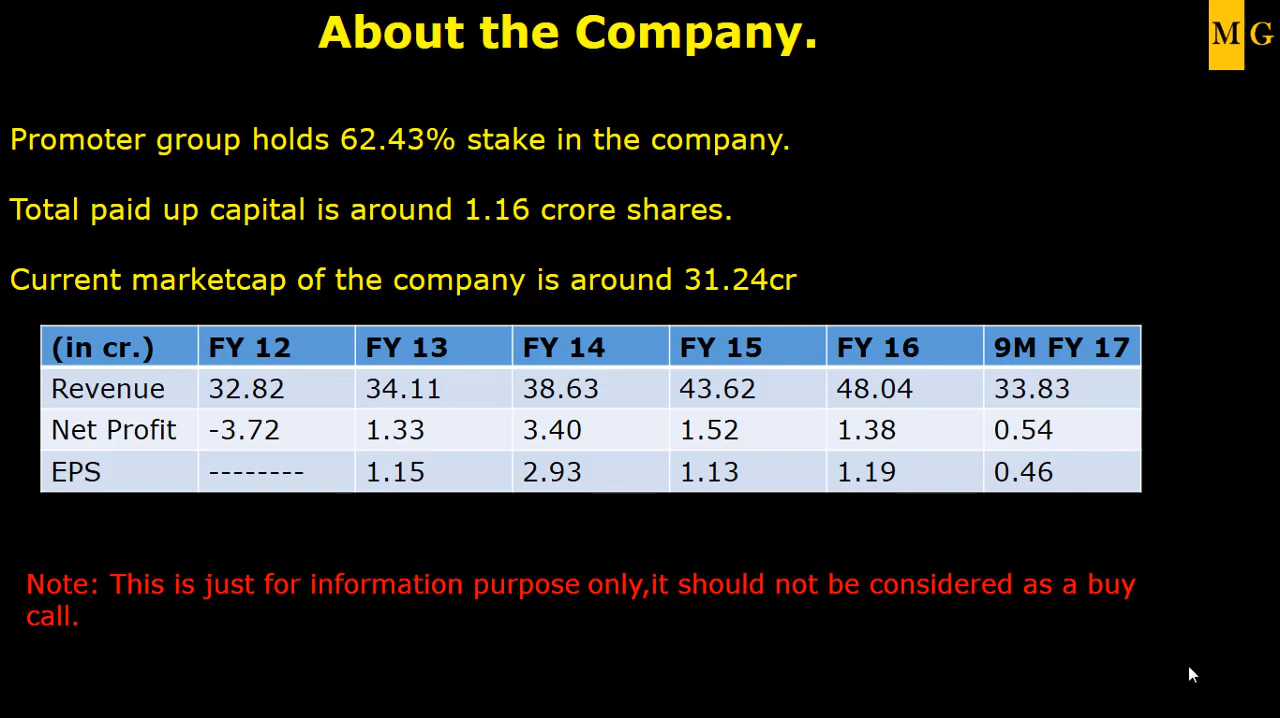 About the Company.
M G
Promoter group holds 62.43% stake in the company.
Total paid up capital is around 1.16 crore shares.
Current marketcap of the company is around 31.24cr
(in cr.) FY 12 FY 13 FY 14 FY 15 FY 16 9M FY 17
Revenue 32.82 34.11 38.63 43.62 48.04 33.83
Net Profit -3.72 1.33 3.40 1.52 1.38 0.54
EPS -------- 1.15 2.93 1.13 1.19 0.46
Note: This is just for information purpose only,it should not be considered as a buy
call.